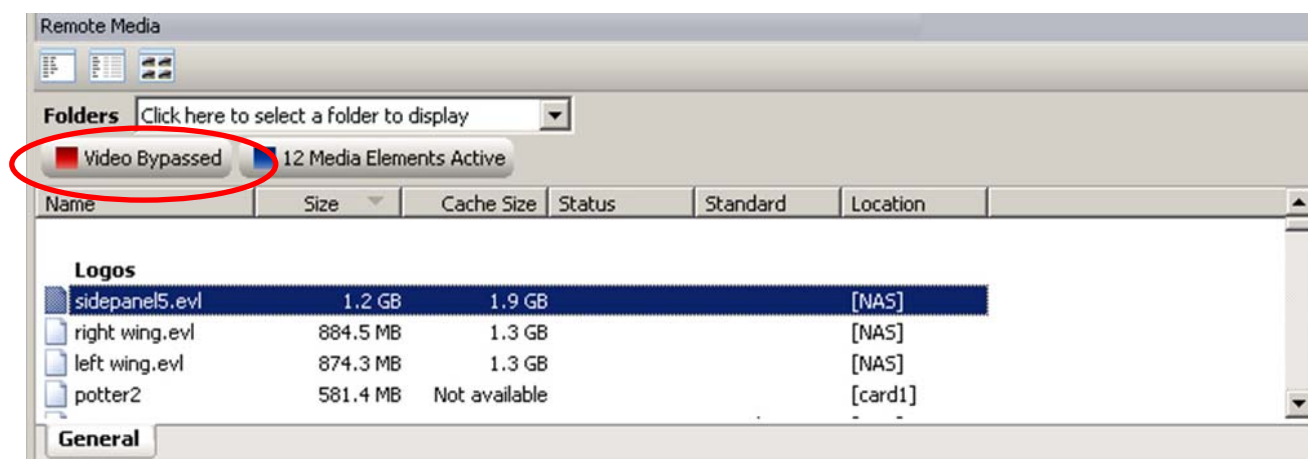 Remote Media
Folders Click here to select a folder to display
Video Bypassed 12 Media Elements Active
Name Size Cache Size Status Standard Location
Logos
sidepanel5.evl 1.2 GB 1.9 GB [NAS]
right wing.evl 884.5 MB 1.3 GB [NAS]
left wing.evl 874.3 MB 1.3 GB [NAS]
potter2 581.4 MB Not available [card1]
General